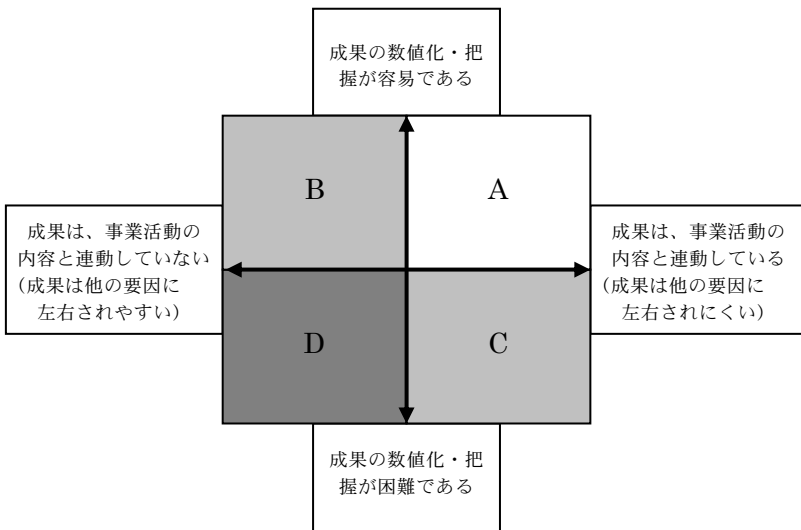 成果の数値化・把
握が容易である
B
A
成果は、事業活動の
内容と連動していない
(成果は他の要因に
左右されやすい)
成果は、事業活動の
内容と連動している
(成果は他の要因に
左右されにくい)
D
C
成果の数値化・把
握が困難である